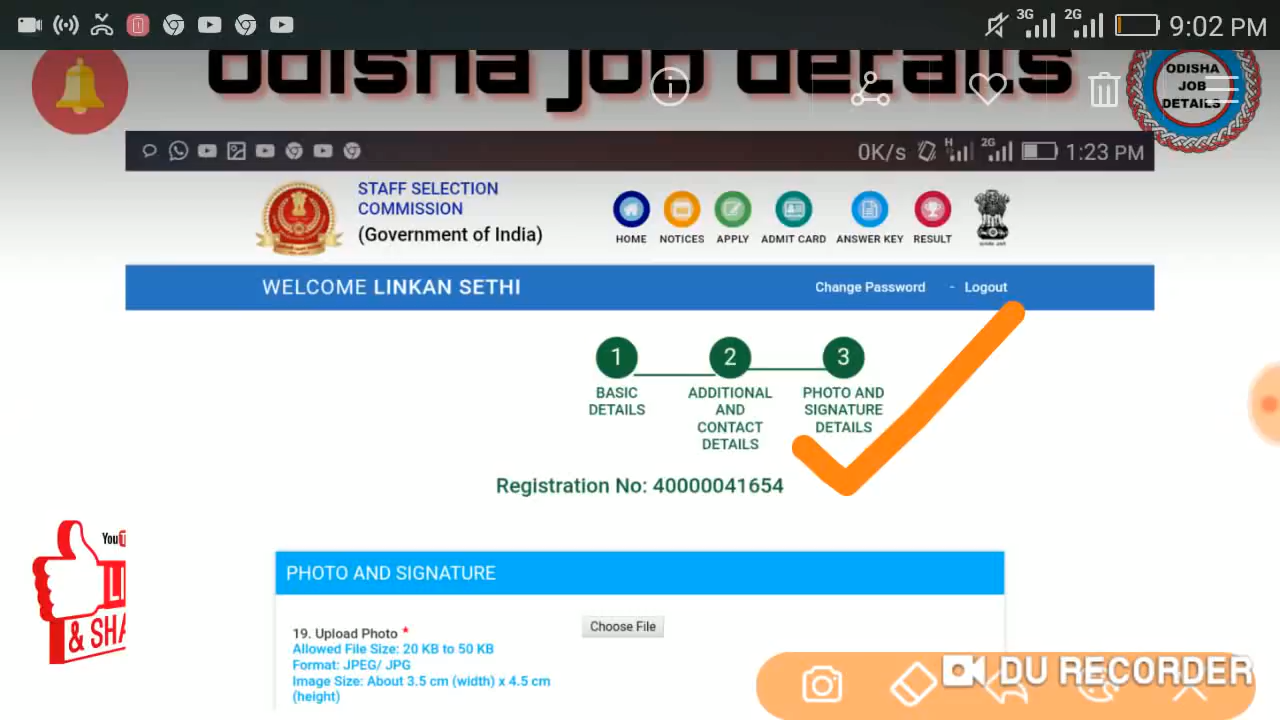 3G 2G 9:02 PM
odisha job details
ODISHA
JOB
DETAILS
0K/s H 2G 1:23 PM
STAFF SELECTION
COMMISSION
(Government of India)
HOME NOTICES APPLY ADMIT CARD ANSWER KEY RESULT
WELCOME LINKAN SETHI Change Password - Logout
1 2 3
BASIC
DETAILS
ADDITIONAL
AND
CONTACT
DETAILS
PHOTO AND
SIGNATURE
DETAILS
Registration No: 40000041654
PHOTO AND SIGNATURE
19. Upload Photo * Choose File
Allowed File Size: 20 KB to 50 KB
Format: JPEG/ JPG
Image Size: About 3.5 cm (width) x 4.5 cm
(height)
You
LI
& SHA
DU RECORDER